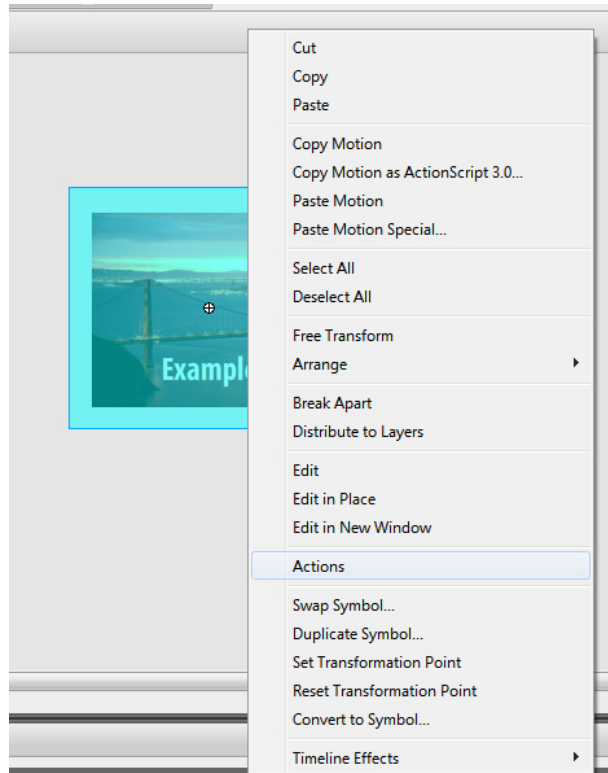 Cut
Copy
Paste
Copy Motion
Copy Motion as ActionScript 3.0...
Paste Motion
Paste Motion Special...
Select All
Deselect All
Free Transform
Arrange
Break Apart
Distribute to Layers
Edit
Edit in Place
Edit in New Window
Actions
Swap Symbol...
Duplicate Symbol...
Set Transformation Point
Reset Transformation Point
Convert to Symbol...
Timeline Effects
Example